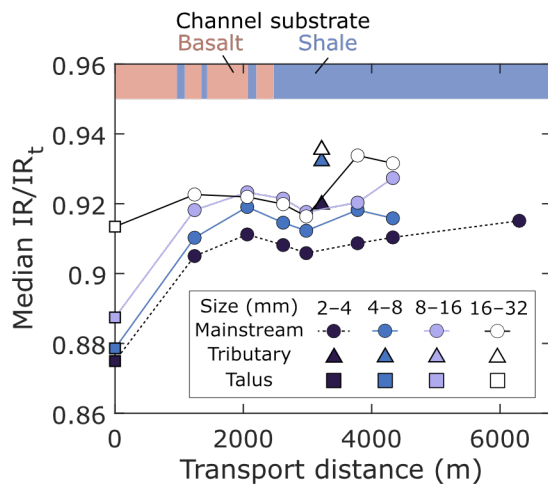 Channel substrate
Basalt Shale
0.96
0.94
0.92
0.9
0.88
0.86
Median IR/IRt
Size (mm) 2–4 4–8 8–16 16–32
Mainstream
Tributary
Talus
0 2000 4000 6000
Transport distance (m)